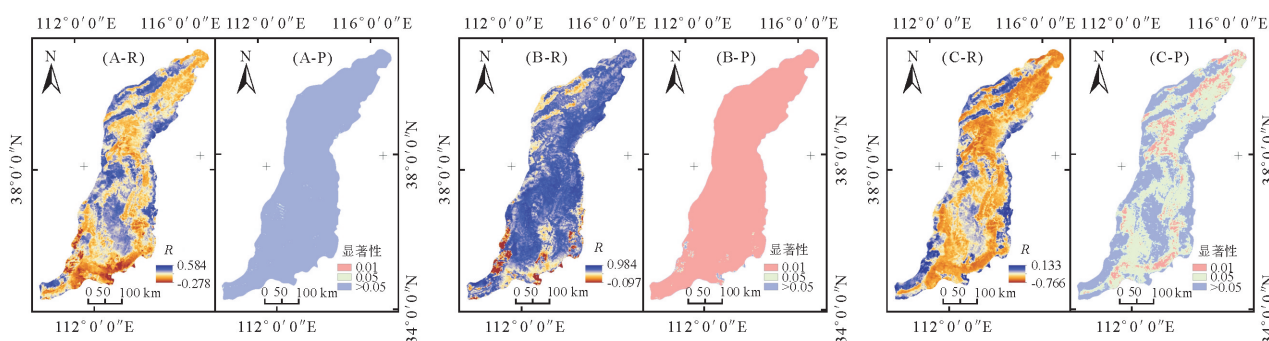 112°0′0″E 116°0′0″E
N (A-R)
38°0′0″N
R
0.584
-0.278
0 50 100 km
112°0′0″E
112°0′0″E 116°0′0″E
N (A-P)
38°0′0″N
显著性
0.01
0.05
>0.05
0 50 100 km
112°0′0″E
34°0′0″N
112°0′0″E 116°0′0″E
N (B-R)
38°0′0″N
R
0.984
-0.097
0 50 100 km
112°0′0″E
112°0′0″E 116°0′0″E
N (B-P)
38°0′0″N
显著性
0.01
0.05
>0.05
0 50 100 km
112°0′0″E
34°0′0″N
112°0′0″E 116°0′0″E
N (C-R)
38°0′0″N
R
0.133
-0.766
0 50 100 km
112°0′0″E
112°0′0″E 116°0′0″E
N (C-P)
38°0′0″N
显著性
0.01
0.05
>0.05
0 50 100 km
112°0′0″E
34°0′0″N